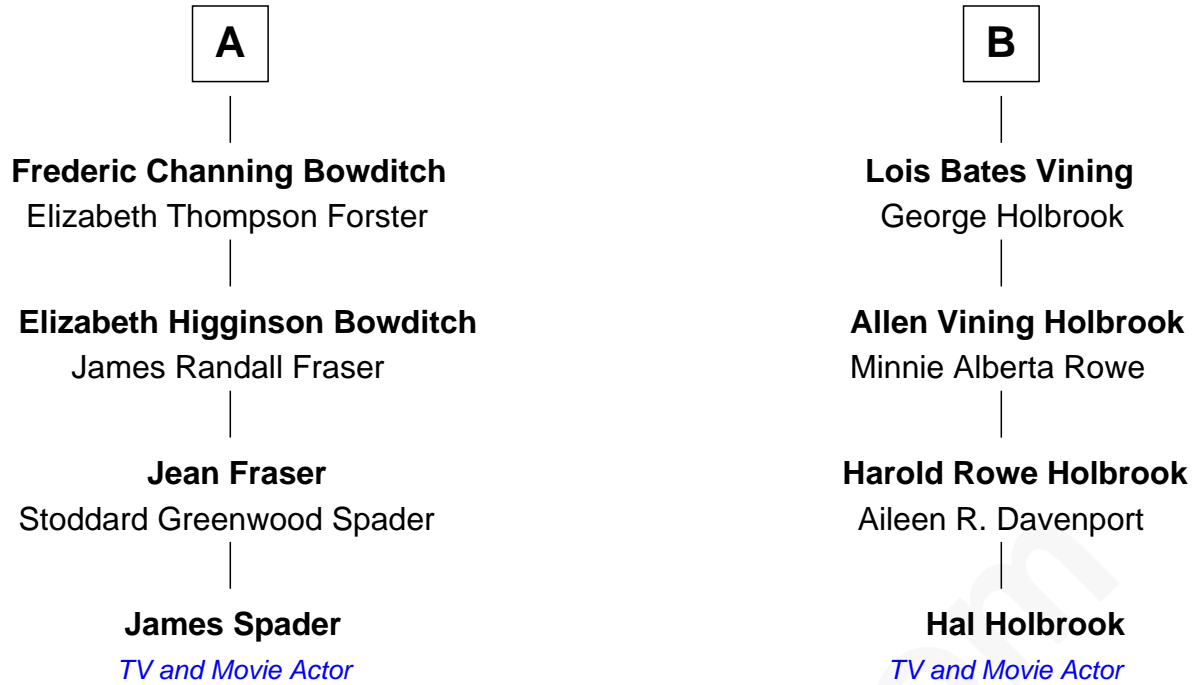 A
Frederic Channing Bowditch
Elizabeth Thompson Forster
Elizabeth Higginson Bowditch
James Randall Fraser
Jean Fraser
Stoddard Greenwood Spader
James Spader
TV and Movie Actor
B
Lois Bates Vining
George Holbrook
Allen Vining Holbrook
Minnie Alberta Rowe
Harold Rowe Holbrook
Aileen R. Davenport
Hal Holbrook
TV and Movie Actor